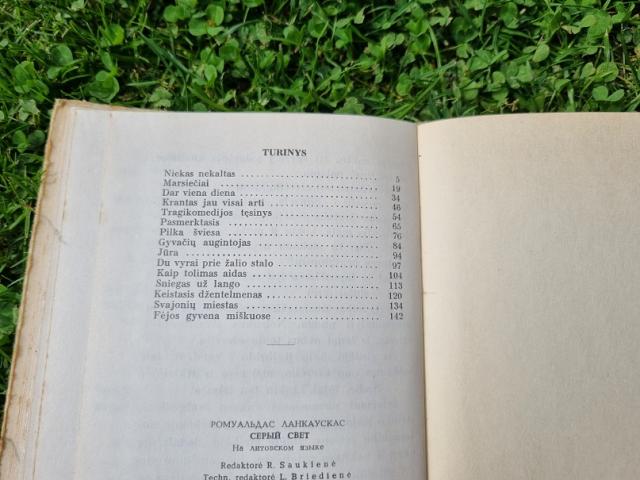 TURINYS
Niekas nekaltas 5
Marsiečiai 19
Dar viena diena 34
Krantas jau visai arti 46
Tragikomedijos tęsinys 54
Pasmerktasis 65
Pilka šviesa 76
Gyvačių augintojas 84
Jūra 94
Du vyrai prie žalio stalo 97
Kaip tolimas aidas 104
Sniegas už lango 113
Keistasis džentelmenas 120
Svajonių miestas 134
Fėjos gyvena miškuose 142
РОМУАЛЬДАС ЛАНКАУСКАС
СЕРЫЙ СВЕТ
На литовском языке
Redaktorė R. Saukienė
Techn. redaktorė L. Briedienė